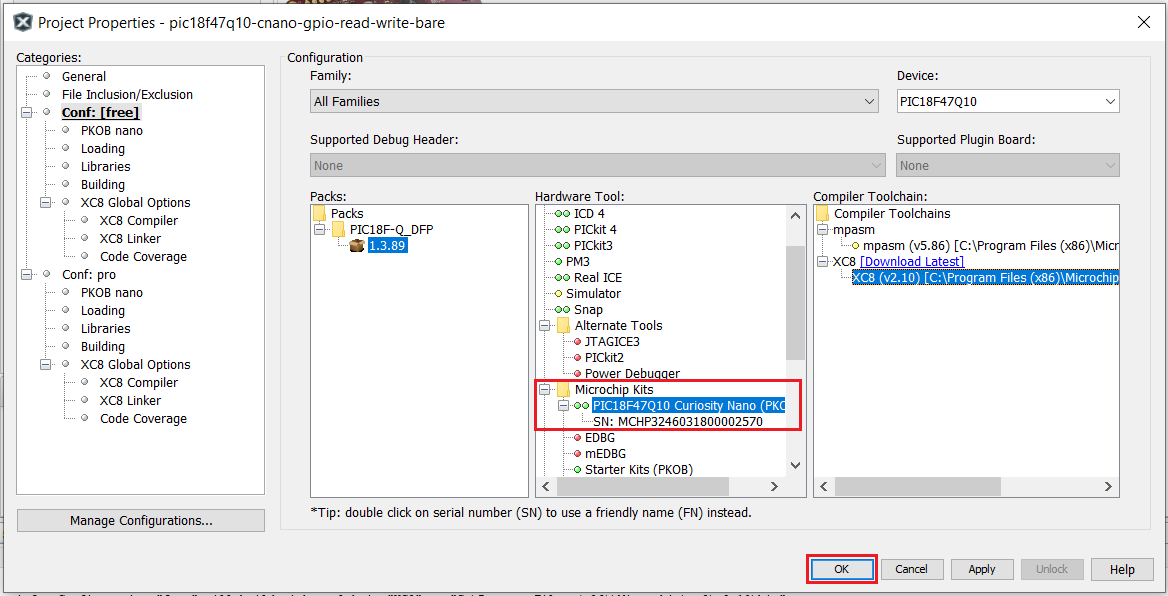 Project Properties - pic18f47q10-cnano-gpio-read-write-bare
Categories:
General
File Inclusion/Exclusion
Conf: [free]
PKOB nano
Loading
Libraries
Building
XC8 Global Options
XC8 Compiler
XC8 Linker
Code Coverage
Conf: pro
PKOB nano
Loading
Libraries
Building
XC8 Global Options
XC8 Compiler
XC8 Linker
Code Coverage
Manage Configurations...
Configuration
Family:
All Families
Device:
PIC18F47Q10
Supported Debug Header:
None
Supported Plugin Board:
None
Packs:
Packs
PIC18F-Q_DFP
1.3.89
Hardware Tool:
ICD 4
PICkit 4
PICkit3
PM3
Real ICE
Simulator
Snap
Alternate Tools
JTAGICE3
PICkit2
Power Debugger
Microchip Kits
PIC18F47Q10 Curiosity Nano (PKO
SN: MCHP3246031800002570
EDBG
mEDBG
Starter Kits (PKOB)
Compiler Toolchain:
Compiler Toolchains
mpasm
mpasm (v5.86) [C:\Program Files (x86)\Micr
XC8 [Download Latest]
XC8 (v2.10) [C:\Program Files (x86)\Microchip
*Tip: double click on serial number (SN) to use a friendly name (FN) instead.
OK
Cancel
Apply
Unlock
Help